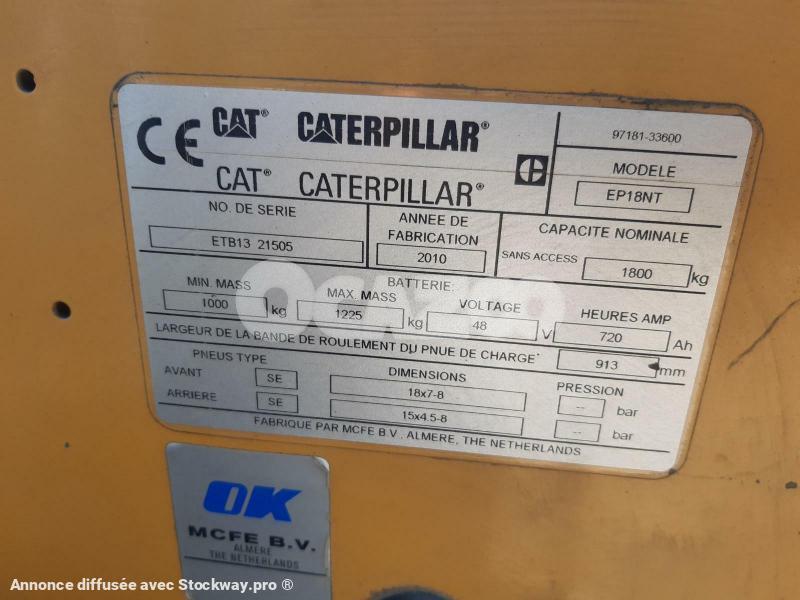 CE CAT® CATERPILLAR®
CAT® CATERPILLAR®
97181-33600
MODELE
EP18NT
NO. DE SERIE
ETB13 21505
ANNEE DE
FABRICATION
2010
CAPACITE NOMINALE
SANS ACCESS 1800 kg
BATTERIE:
MIN. MASS
1000 kg
MAX. MASS
1225 kg
VOLTAGE
48 V
HEURES AMP
720 Ah
LARGEUR DE LA BANDE DE ROULEMENT DU PNUE DE CHARGE 913 mm
PNEUS TYPE DIMENSIONS PRESSION
AVANT SE 18x7-8 -- bar
ARRIERE SE 15x4.5-8 -- bar
FABRIQUE PAR MCFE B.V. ALMERE, THE NETHERLANDS
OCAZOO
OK
MCFE B.V.
ALMERE
THE NETHERLANDS
Annonce diffusée avec Stockway.pro ®